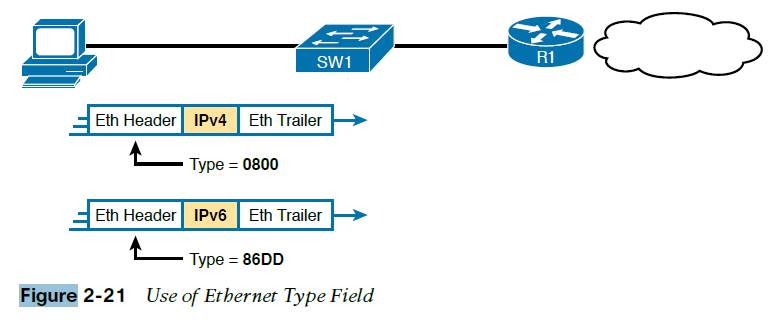 SW1
R1
Eth Header IPv4 Eth Trailer
Type = 0800
Eth Header IPv6 Eth Trailer
Type = 86DD
Figure 2-21 Use of Ethernet Type Field